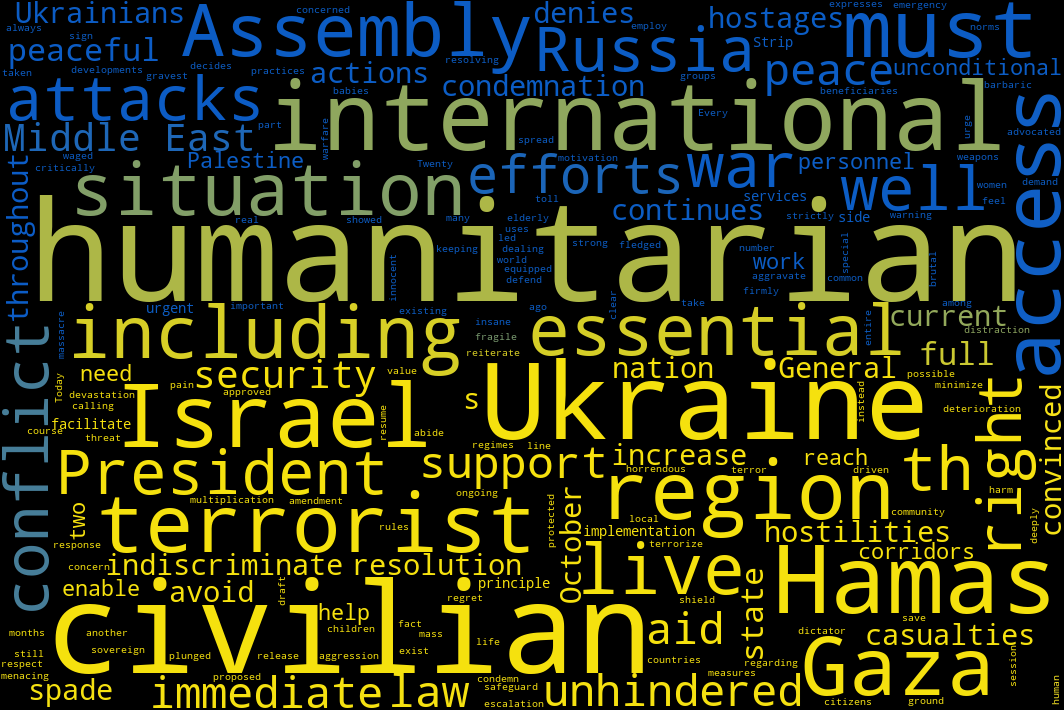 Ukrainians
concerned
denies
hostages
expresses
emergency
always
sign
Assembly
employ
must
norms
peaceful
decides
resolving
Russia
Strip
taken
developments
gravest
practices
actions
condemnation
groups
peace
unconditional
babies
beneficiaries
barbaric
attacks
international
part
warfare
spread
Every
urge
advocated
access
Middle East
waged
critically
Palestine
Twenty
motivation
efforts
war
personnel
weapons
women
feel
demand
throughout
situation
toll
services
well
real
showed
many
elderly
uses
led
continues
strictly
side
warning
humanitarian
keeping
dealing
world
equipped
defend
strong
fledged
number
work
aggravate
firmly
special
common
brutal
innocent
urgent
important
existing
ago
clear
take
among
massacre
including
insane
fragile
reiterate
essential
entire
current
distraction
full
conflict
need
security
value
nation
General
possible
minimize
Today
devastation
calling
pain
approved
Israel
resume
s
Ukraine
instead
deterioration
right
convinced
facilitate
course
threat
abide
regimes
line
President
support
increase
reach
horrendous
terror
driven
th
harm
two
multiplication
amendment
ongoing
region
community
deeply
terrorist
rules
protected
October
local
implementation
terrorize
hostilities
response
corridors
concern
indiscriminate
resolution
live
state
Hamas
enable
avoid
draft
principle
regret
shield
save
help
children
fact
mass
aid
dictator
casualties
months
another
civilian
life
still
sovereign
exist
respect
plunged
release
aggression
countries
regarding
Gaza
session
menacing
proposed
condemn
measures
spade
immediate
law
safeguard
escalation
unhindered
citizens
ground
human